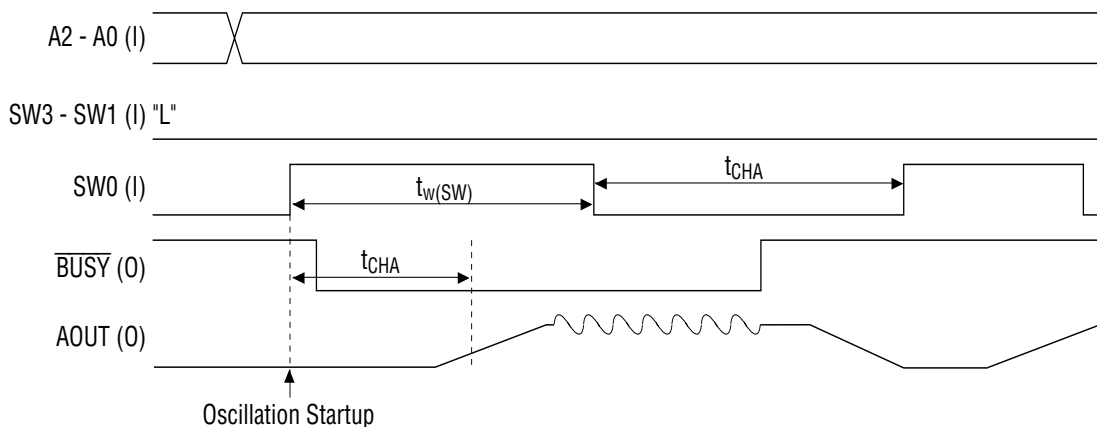 A2 - A0 (I)
SW3 - SW1 (I) "L"
SW0 (I)
tW(SW)
tCHA
BUSY (O)
tCHA
AOUT (O)
Oscillation Startup